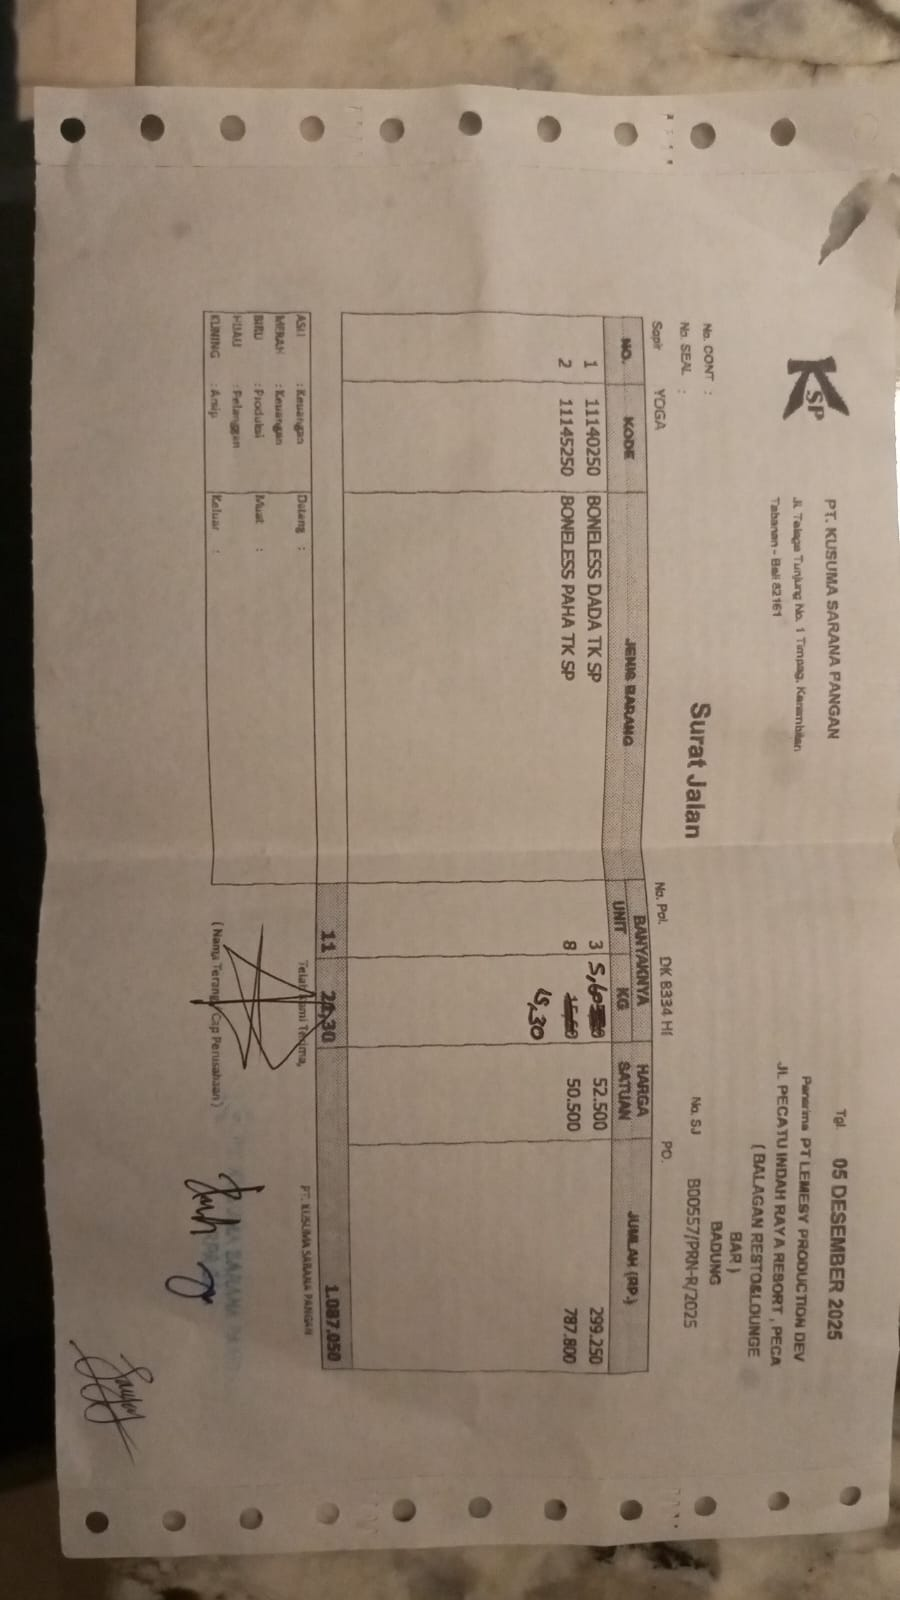 KSP
PT. KUSUMA SARANA PANGAN
Jl. Telaga Tunjung No. 1 Timpag, Kerambitan
Tabanan - Bali 82161
Tgl. 05 DESEMBER 2025
Penerima PT LEMESY PRODUCTION DEV
JL. PECATU INDAH RAYA RESORT , PECA
( BALAGAN RESTO&LOUNGE
BAR )
BADUNG
No. CONT :
No. SEAL :
Surat Jalan
No. SJ B00557/PRN-R/2025
Sopir YOGA No. Pol. DK 8334 HI PO.
NO. KODE JENIS BARANG BANYAKNYA HARGA SATUAN JUMLAH (RP.)
UNIT KG
1 11140250 BONELESS DADA TK SP 3 5,60 52.500 299.250
2 11145250 BONELESS PAHA TK SP 8 15,60 50.500 787.800
15,30
11 21,30 1.087.050
ASLI : Keuangan
MERAH : Keuangan
BIRU : Produksi
HIJAU : Pelanggan
KUNING : Arsip
Datang :
Muat :
Keluar :
Telah Kami Terima,
( Nama Terang/Cap Perusahaan )
PT. KUSUMA SARANA PANGAN